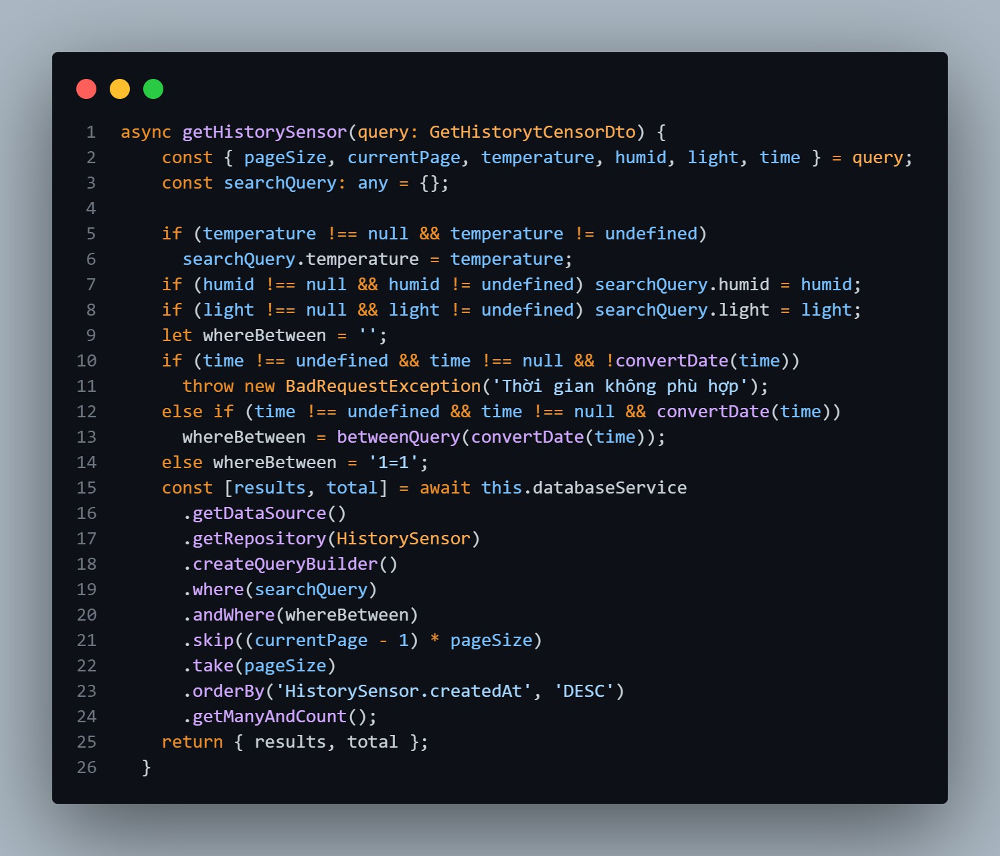 1 async getHistorySensor(query: GetHistorytCensorDto) {
2     const { pageSize, currentPage, temperature, humid, light, time } = query;
3     const searchQuery: any = {};
4
5     if (temperature !== null && temperature != undefined)
6       searchQuery.temperature = temperature;
7     if (humid !== null && humid != undefined) searchQuery.humid = humid;
8     if (light !== null && light != undefined) searchQuery.light = light;
9     let whereBetween = '';
10     if (time !== undefined && time !== null && !convertDate(time))
11       throw new BadRequestException('Thời gian không phù hợp');
12     else if (time !== undefined && time !== null && convertDate(time))
13       whereBetween = betweenQuery(convertDate(time));
14     else whereBetween = '1=1';
15     const [results, total] = await this.databaseService
16       .getDataSource()
17       .getRepository(HistorySensor)
18       .createQueryBuilder()
19       .where(searchQuery)
20       .andWhere(whereBetween)
21       .skip((currentPage - 1) * pageSize)
22       .take(pageSize)
23       .orderBy('HistorySensor.createdAt', 'DESC')
24       .getManyAndCount();
25     return { results, total };
26   }